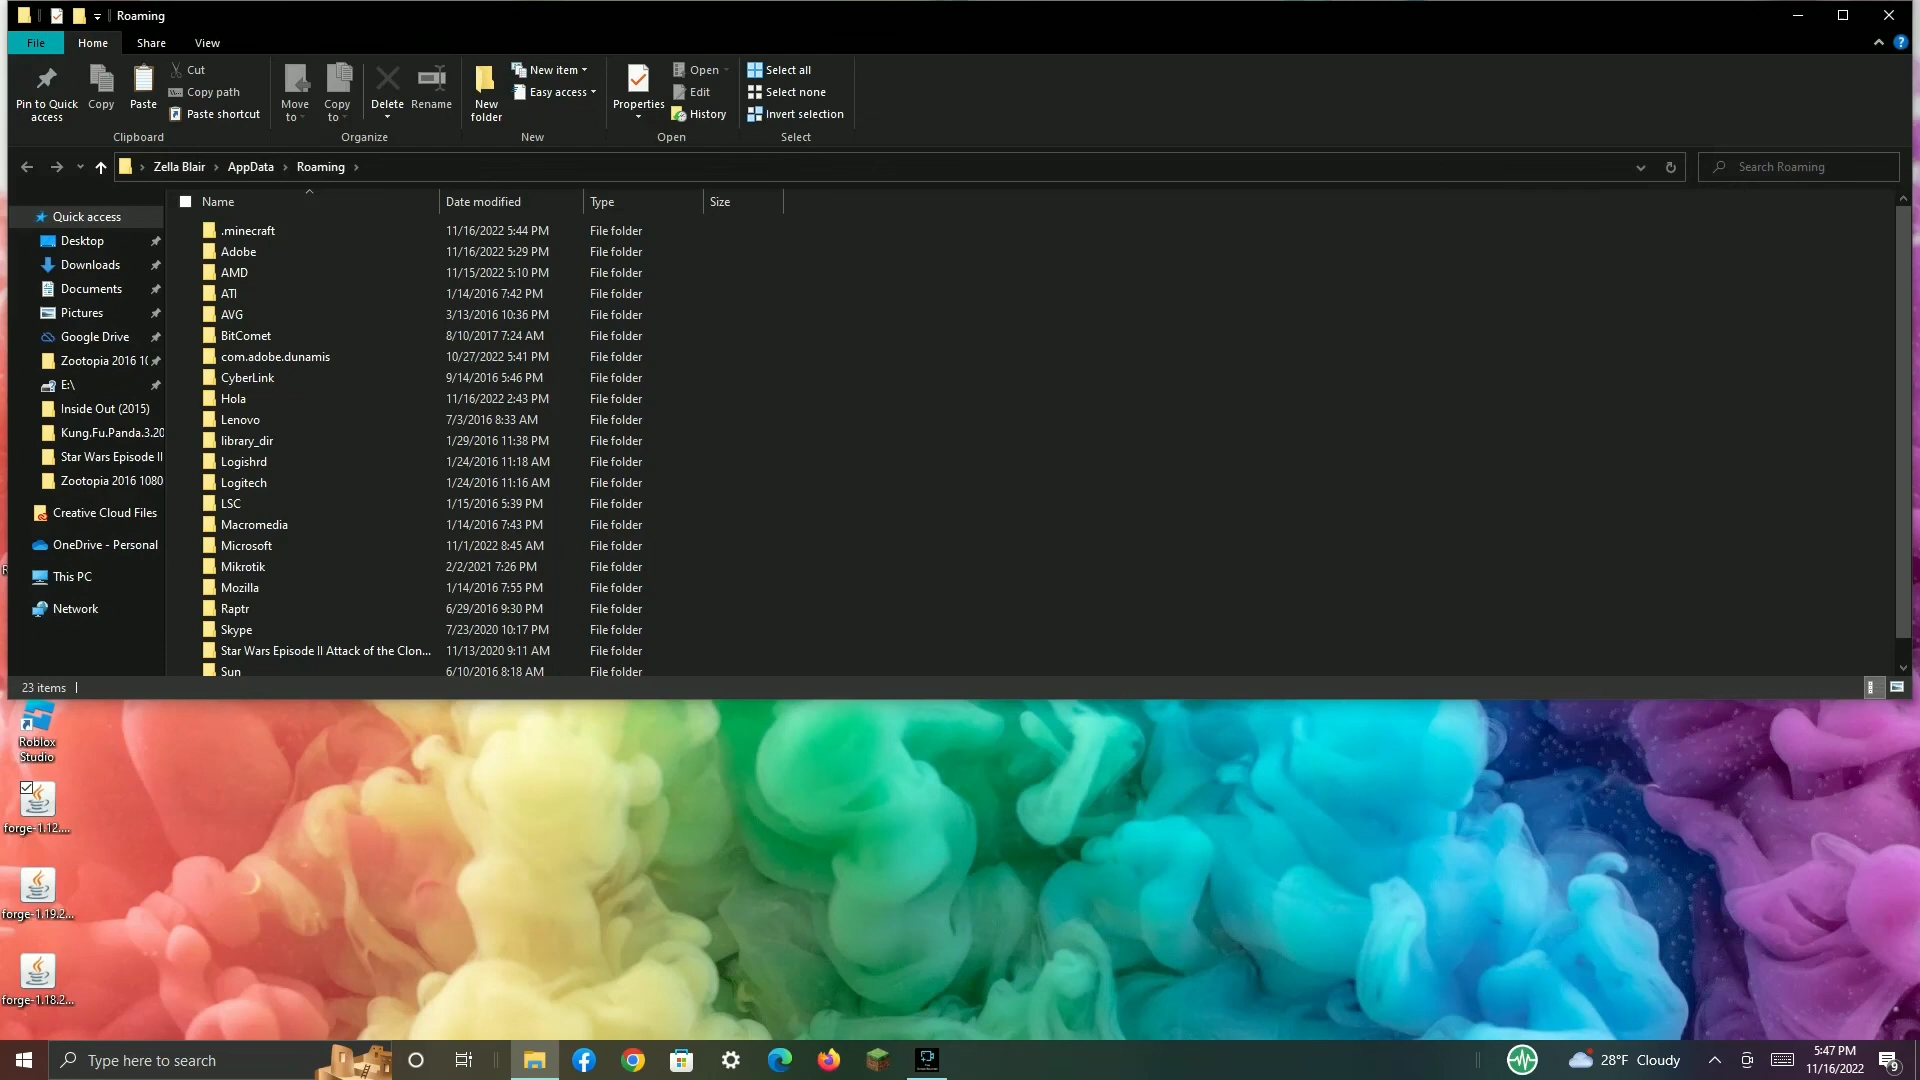 Roaming
File
Home
Share
View
Pin to Quick
access
Copy
Paste
Cut
Copy path
Paste shortcut
Clipboard
Move
to
Copy
to
Delete
Rename
Organize
New
folder
New item
Easy access
New
Properties
Open
Edit
History
Open
Select all
Select none
Invert selection
Select
Zella Blair
AppData
Roaming
Search Roaming
Name
Date modified
Type
Size
Quick access
Desktop
Downloads
Documents
Pictures
Google Drive
Zootopia 2016 10
E:\
Inside Out (2015)
Kung.Fu.Panda.3.20
Star Wars Episode II
Zootopia 2016 1080
Creative Cloud Files
OneDrive - Personal
This PC
Network
.minecraft 11/16/2022 5:44 PM File folder
Adobe 11/16/2022 5:29 PM File folder
AMD 11/15/2022 5:10 PM File folder
ATI 1/14/2016 7:42 PM File folder
AVG 3/13/2016 10:36 PM File folder
BitComet 8/10/2017 7:24 AM File folder
com.adobe.dunamis 10/27/2022 5:41 PM File folder
CyberLink 9/14/2016 5:46 PM File folder
Hola 11/16/2022 2:43 PM File folder
Lenovo 7/3/2016 8:33 AM File folder
library_dir 1/29/2016 11:38 PM File folder
Logishrd 1/24/2016 11:18 AM File folder
Logitech 1/24/2016 11:16 AM File folder
LSC 1/15/2016 5:39 PM File folder
Macromedia 1/14/2016 7:43 PM File folder
Microsoft 11/1/2022 8:45 AM File folder
Mikrotik 2/2/2021 7:26 PM File folder
Mozilla 1/14/2016 7:55 PM File folder
Raptr 6/29/2016 9:30 PM File folder
Skype 7/23/2020 10:17 PM File folder
Star Wars Episode II Attack of the Clon... 11/13/2020 9:11 AM File folder
Sun 6/10/2016 8:18 AM File folder
23 items
Roblox
Studio
forge-1.12....
forge-1.19.2...
forge-1.18.2...
Type here to search
28°F Cloudy
5:47 PM
11/16/2022
9